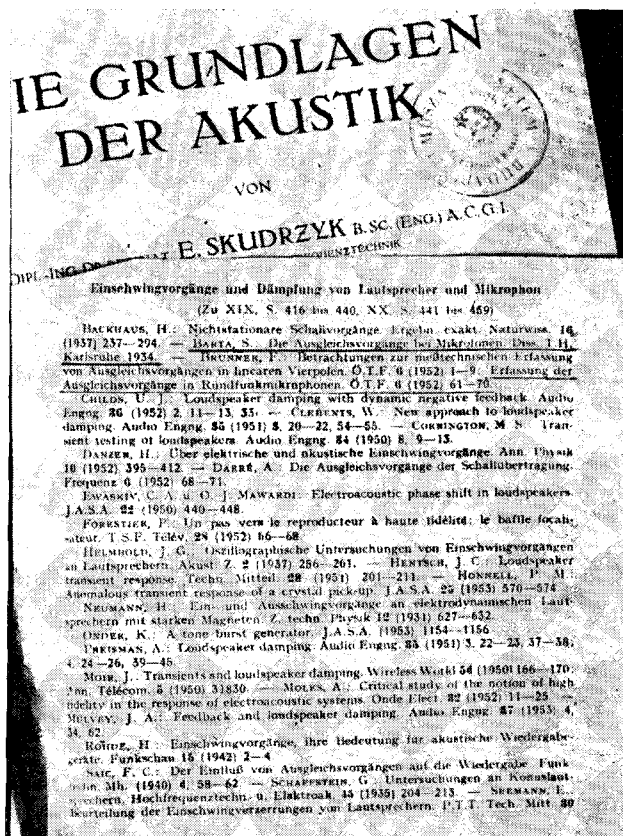 IE GRUNDLAGEN
DER AKUSTIK
VON
DIPL.-ING. E. SKUDRZYK B. SC. (ENG.) A.C.G.I.
Einschwingvorgänge und Dämpfung von Lautsprecher und Mikrophon
(Zu XIX, S. 416 bis 440, XX, S. 441 bis 459)
BACKHAUS, H.: Nichtstationäre Schallvorgänge. Ergebn. exakt. Naturwiss. 16
(1937) 237—294. — BARTA, S.: Die Ausgleichsvorgänge bei Mikrofonen. Diss. T.H.
Karlsruhe 1934. — BRUNNER, F.: Betrachtungen zur meßtechnischen Erfassung
von Ausgleichsvorgängen in linearen Vierpolen. Ö.T.F. 6 (1952) 1—9. Erfassung der
Ausgleichsvorgänge in Rundfunkmikrophonen. Ö.T.F. 6 (1952) 61—70.
CHILDS, U. J.: Loudspeaker damping with dynamic negative feedback. Audio
Engng. 36 (1952) 2, 11—13, 33. — CLEMENTS, W.: New approach to loudspeaker
damping. Audio Engng. 35 (1951) 8, 20—22, 54—55. — CORRINGTON, M. S.: Tran-
sient testing of loudspeakers. Audio Engng. 34 (1950) 8, 9—13.
DANZER, H.: Über elektrische und akustische Einschwingvorgänge. Ann. Physik
10 (1952) 395—412. — DARRÉ, A.: Die Ausgleichsvorgänge der Schallübertragung.
Frequenz 6 (1952) 68—71.
EWASKIV, C. A. u. O. J. MAWARDI: Electroacoustic phase shift in loudspeakers.
J.A.S.A. 22 (1950) 440—448.
FORESTIER, P.: Un pas vers le reproducteur à haute fidélité: le baffle focali-
sateur. T.S.F. Télév. 28 (1952) 66—68.
HELMBOLD, J. G.: Oszillographische Untersuchungen von Einschwingvorgängen
an Lautsprechern. Akust. Z. 2 (1937) 256—261. — HENTSCH, J. C.: Loudspeaker
transient response. Techn. Mitteil. 29 (1951) 201—211. — HONNELL, P. M.:
Anomalous transient response of a crystal pick-up. J.A.S.A. 25 (1953) 570—574.
NEUMANN, H.: Ein- und Ausschwingvorgänge an elektrodynamischen Laut-
sprechern mit starken Magneten. Z. techn. Physik 12 (1931) 627—632.
ONDER, K.: A tone burst generator. J.A.S.A. (1953) 1154—1156.
PREISMAN, A.: Loudspeaker damping. Audio Engng. 35 (1951) 3, 22—23, 37—38,
4, 24—26, 39—45.
MOIR, J.: Transients and loudspeaker damping. Wireless World 56 (1950) 166—170;
Ann. Télécom. 5 (1950) 31830. — MOLES, A.: Critical study of the notion of high
fidelity in the response of electroacoustic systems. Onde Elect. 32 (1952) 11—25. —
MULVEY, J. A.: Feedback and loudspeaker damping. Audio Engng. 37 (1953) 4,
34, 62.
ROHDE, H.: Einschwingvorgänge, ihre Bedeutung für akustische Wiedergabe-
geräte. Funkschau 15 (1942) 2—4.
SAIC, F. C.: Der Einfluß von Ausgleichsvorgängen auf die Wiedergabe. Funk
Mh. (1940) 4, 58—62. — SCHAFFSTEIN, G.: Untersuchungen an Konuslaut-
sprechern. Hochfrequenztechn. u. Elektroak. 45 (1935) 204—213. — SEEMANN, E.:
Beurteilung der Einschwingverzerrungen von Lautsprechern. P.T.T. Tech. Mitt. 30